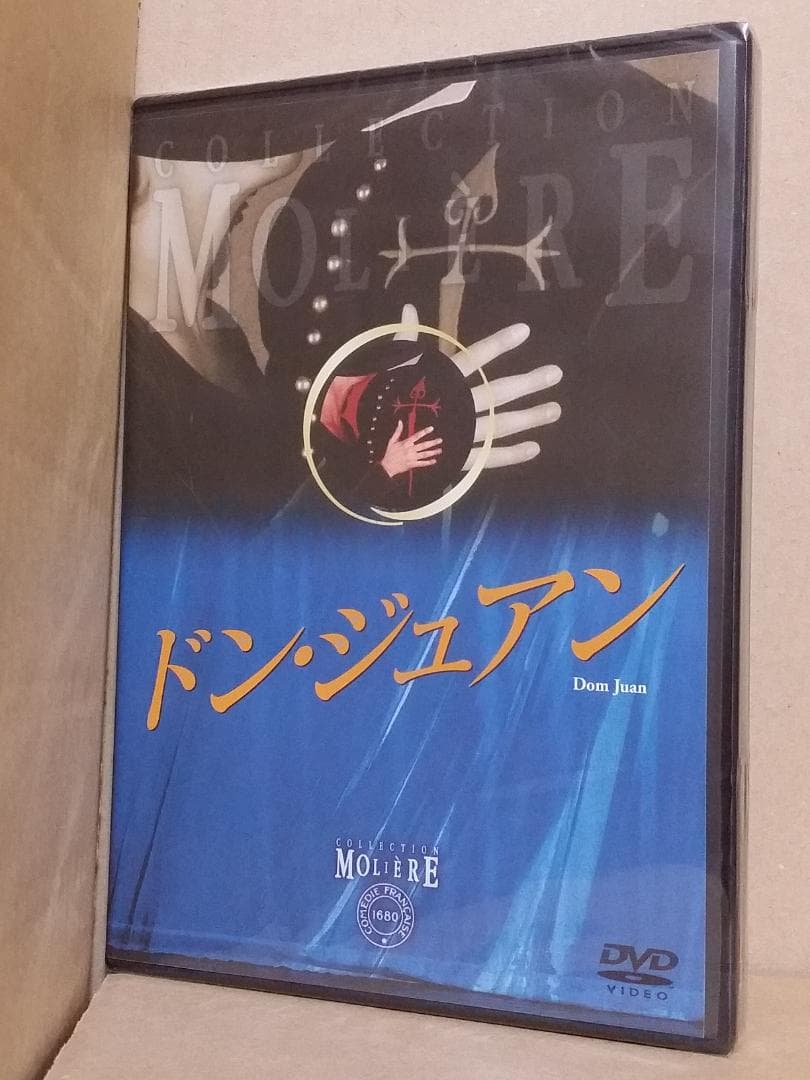 COLLECTION
MOLIÈRE
ドン・ジュアン
Dom Juan
COLLECTION
MOLIÈRE
COMÉDIE FRANÇAISE
1680
DVD
VIDEO